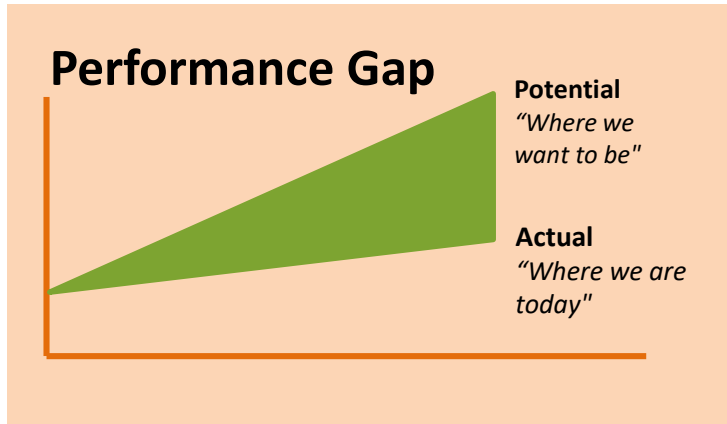 Performance Gap
Potential
“Where we
want to be"
Actual
“Where we are
today"